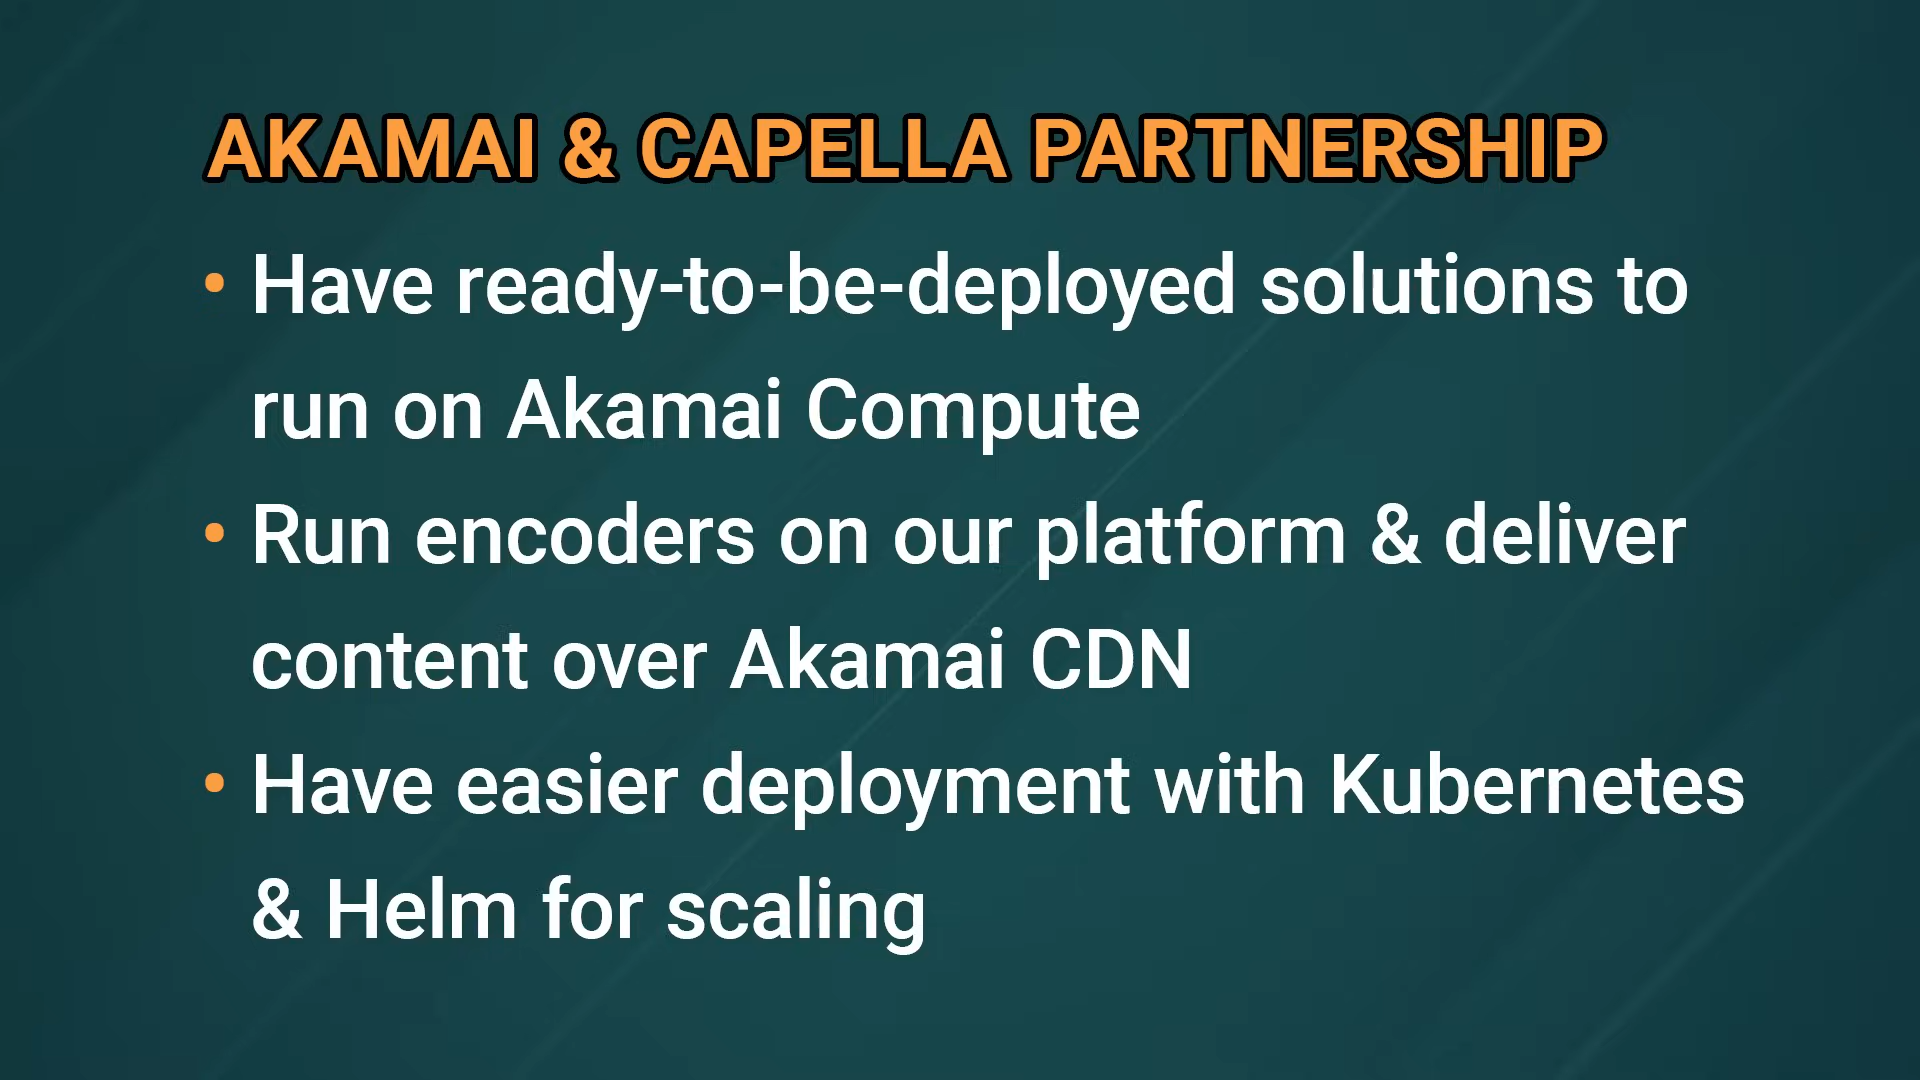 AKAMAI & CAPELLA PARTNERSHIP
• Have ready-to-be-deployed solutions to
run on Akamai Compute
• Run encoders on our platform & deliver
content over Akamai CDN
• Have easier deployment with Kubernetes
& Helm for scaling